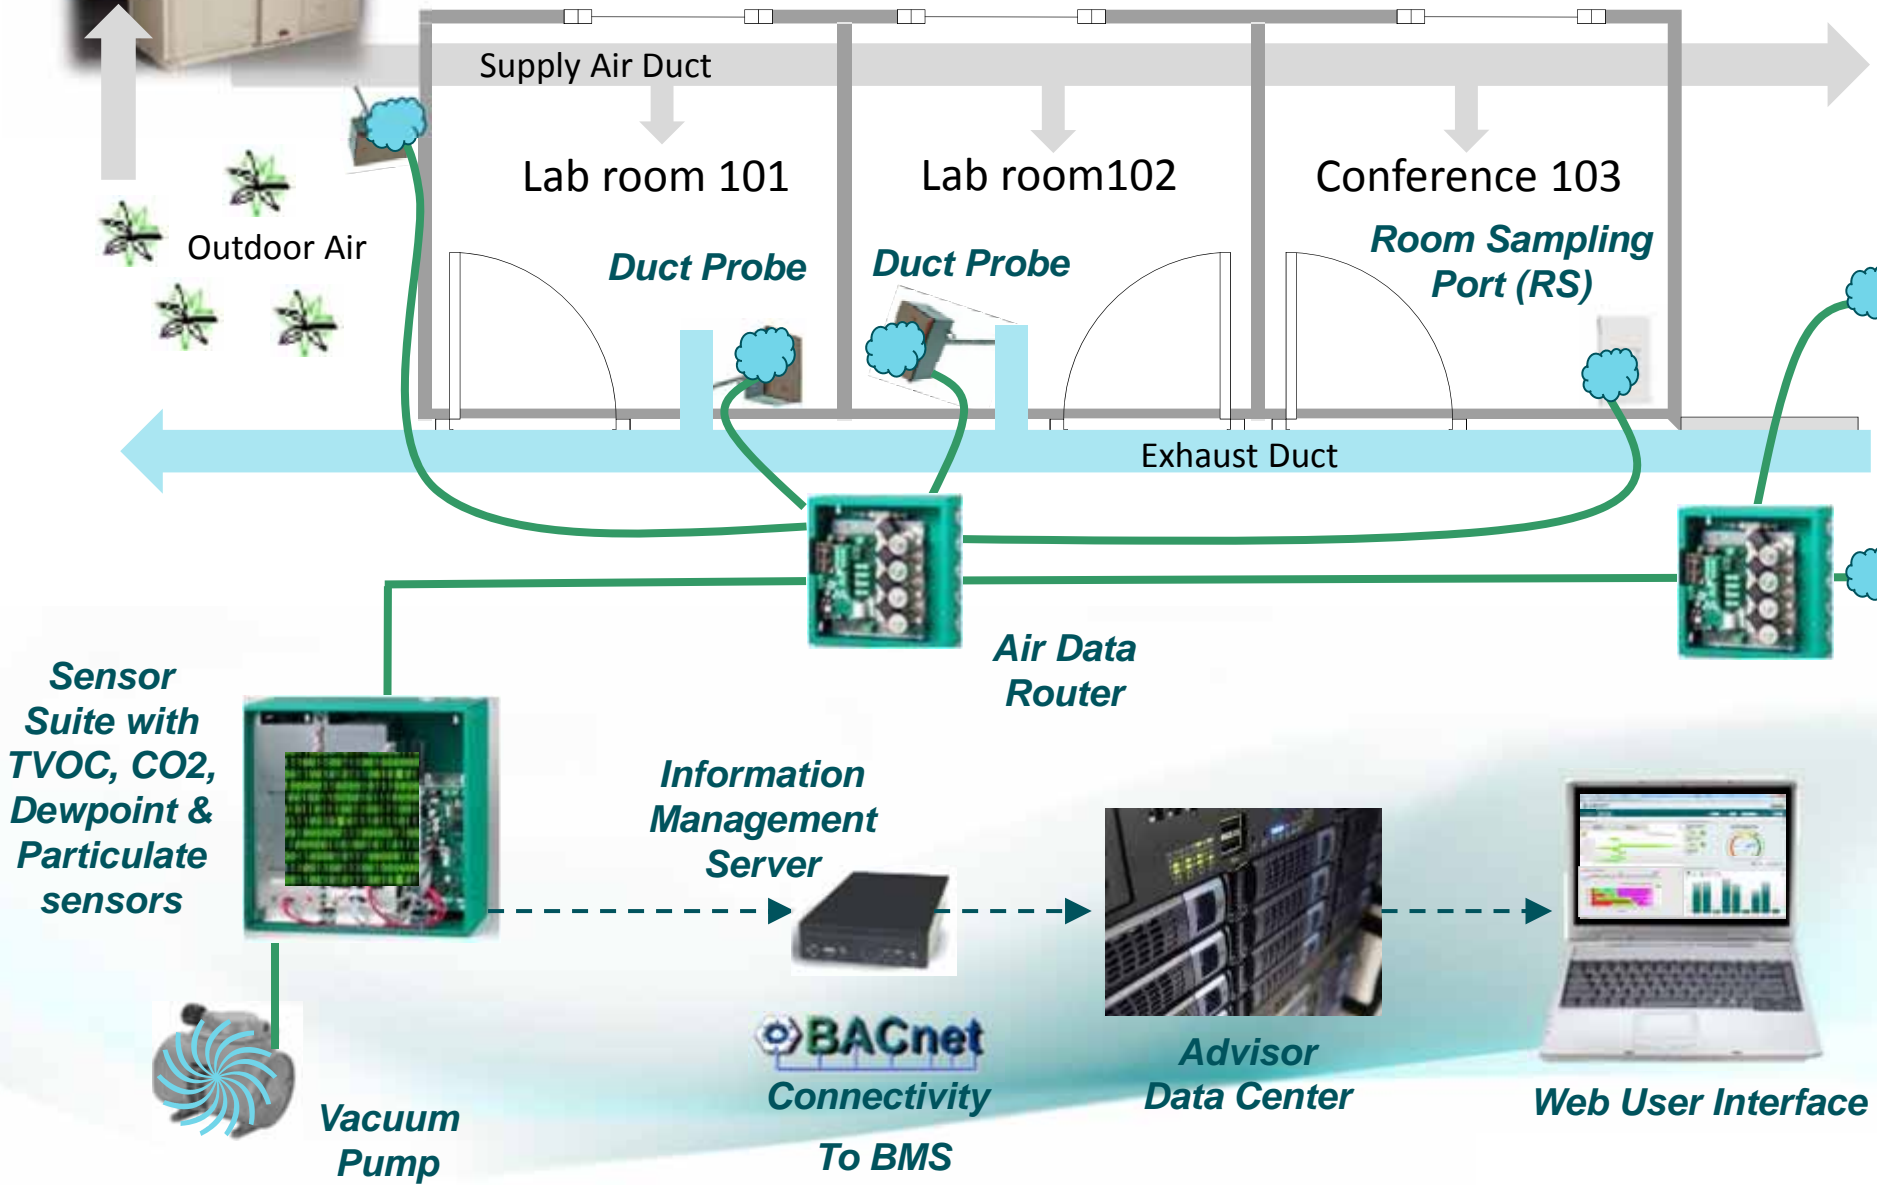 Supply Air Duct
Lab room 101
Lab room102
Conference 103
Outdoor Air
Duct Probe
Duct Probe
Room Sampling
Port (RS)
Exhaust Duct
Air Data
Router
Sensor
Suite with
TVOC, CO2,
Dewpoint &
Particulate
sensors
Information
Management
Server
BACnet
Connectivity
To BMS
Advisor
Data Center
Web User Interface
Vacuum
Pump